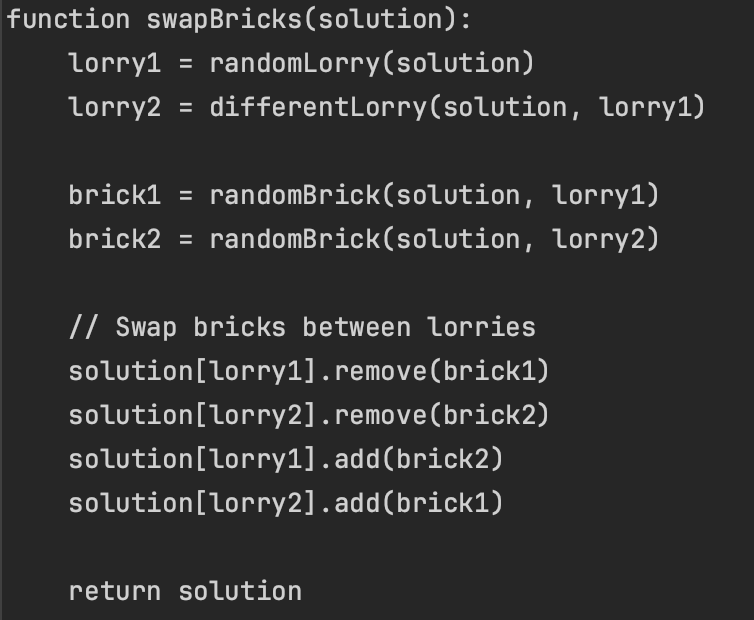 function swapBricks(solution):
    lorry1 = randomLorry(solution)
    lorry2 = differentLorry(solution, lorry1)

    brick1 = randomBrick(solution, lorry1)
    brick2 = randomBrick(solution, lorry2)

    // Swap bricks between lorries
    solution[lorry1].remove(brick1)
    solution[lorry2].remove(brick2)
    solution[lorry1].add(brick2)
    solution[lorry2].add(brick1)

    return solution